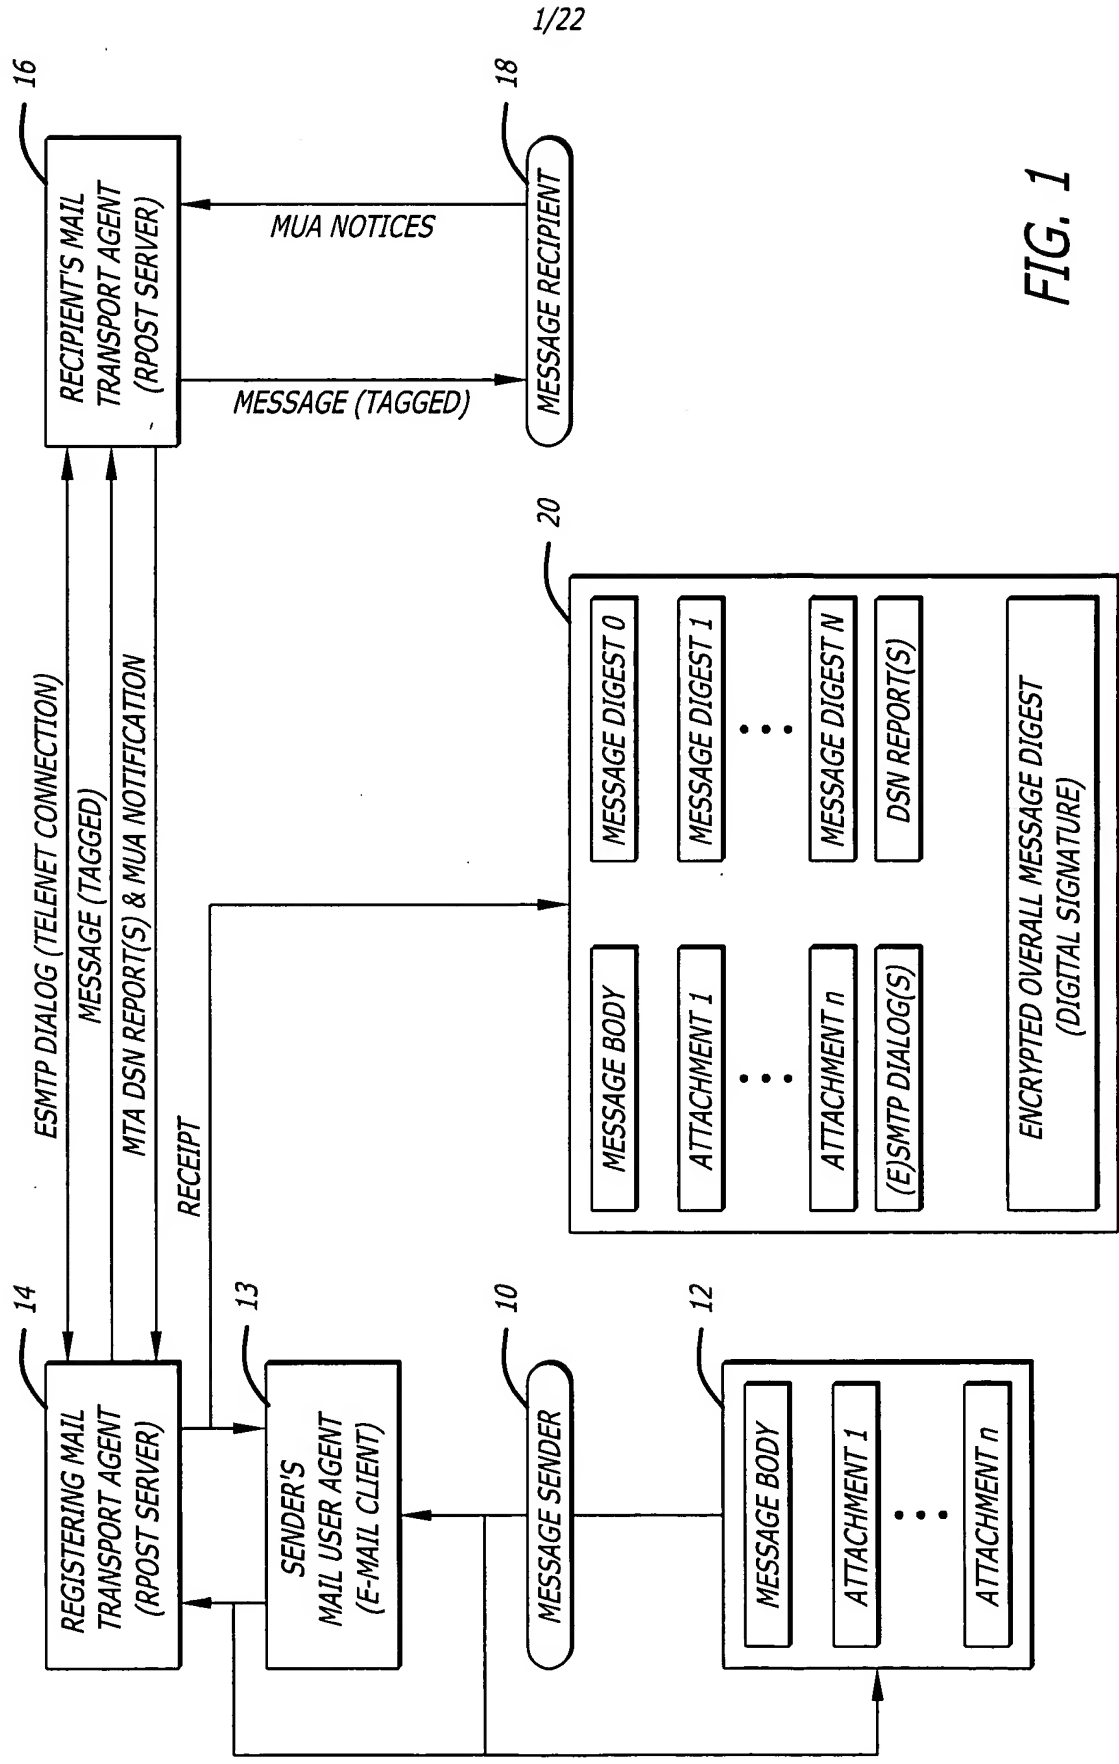 1/22
16
RECIPIENT'S MAIL
TRANSPORT AGENT
(RPOST SERVER)
MUA NOTICES
MESSAGE (TAGGED)
18
MESSAGE RECIPIENT
ESMTP DIALOG (TELENET CONNECTION)
MESSAGE (TAGGED)
MTA DSN REPORT(S) & MUA NOTIFICATION
RECEIPT
14
REGISTERING MAIL
TRANSPORT AGENT
(RPOST SERVER)
13
SENDER'S
MAIL USER AGENT
(E-MAIL CLIENT)
10
MESSAGE SENDER
12
MESSAGE BODY
ATTACHMENT 1
ATTACHMENT n
20
MESSAGE BODY
MESSAGE DIGEST 0
ATTACHMENT 1
MESSAGE DIGEST 1
ATTACHMENT n
MESSAGE DIGEST N
(E)SMTP DIALOG(S)
DSN REPORT(S)
ENCRYPTED OVERALL MESSAGE DIGEST
(DIGITAL SIGNATURE)
FIG. 1